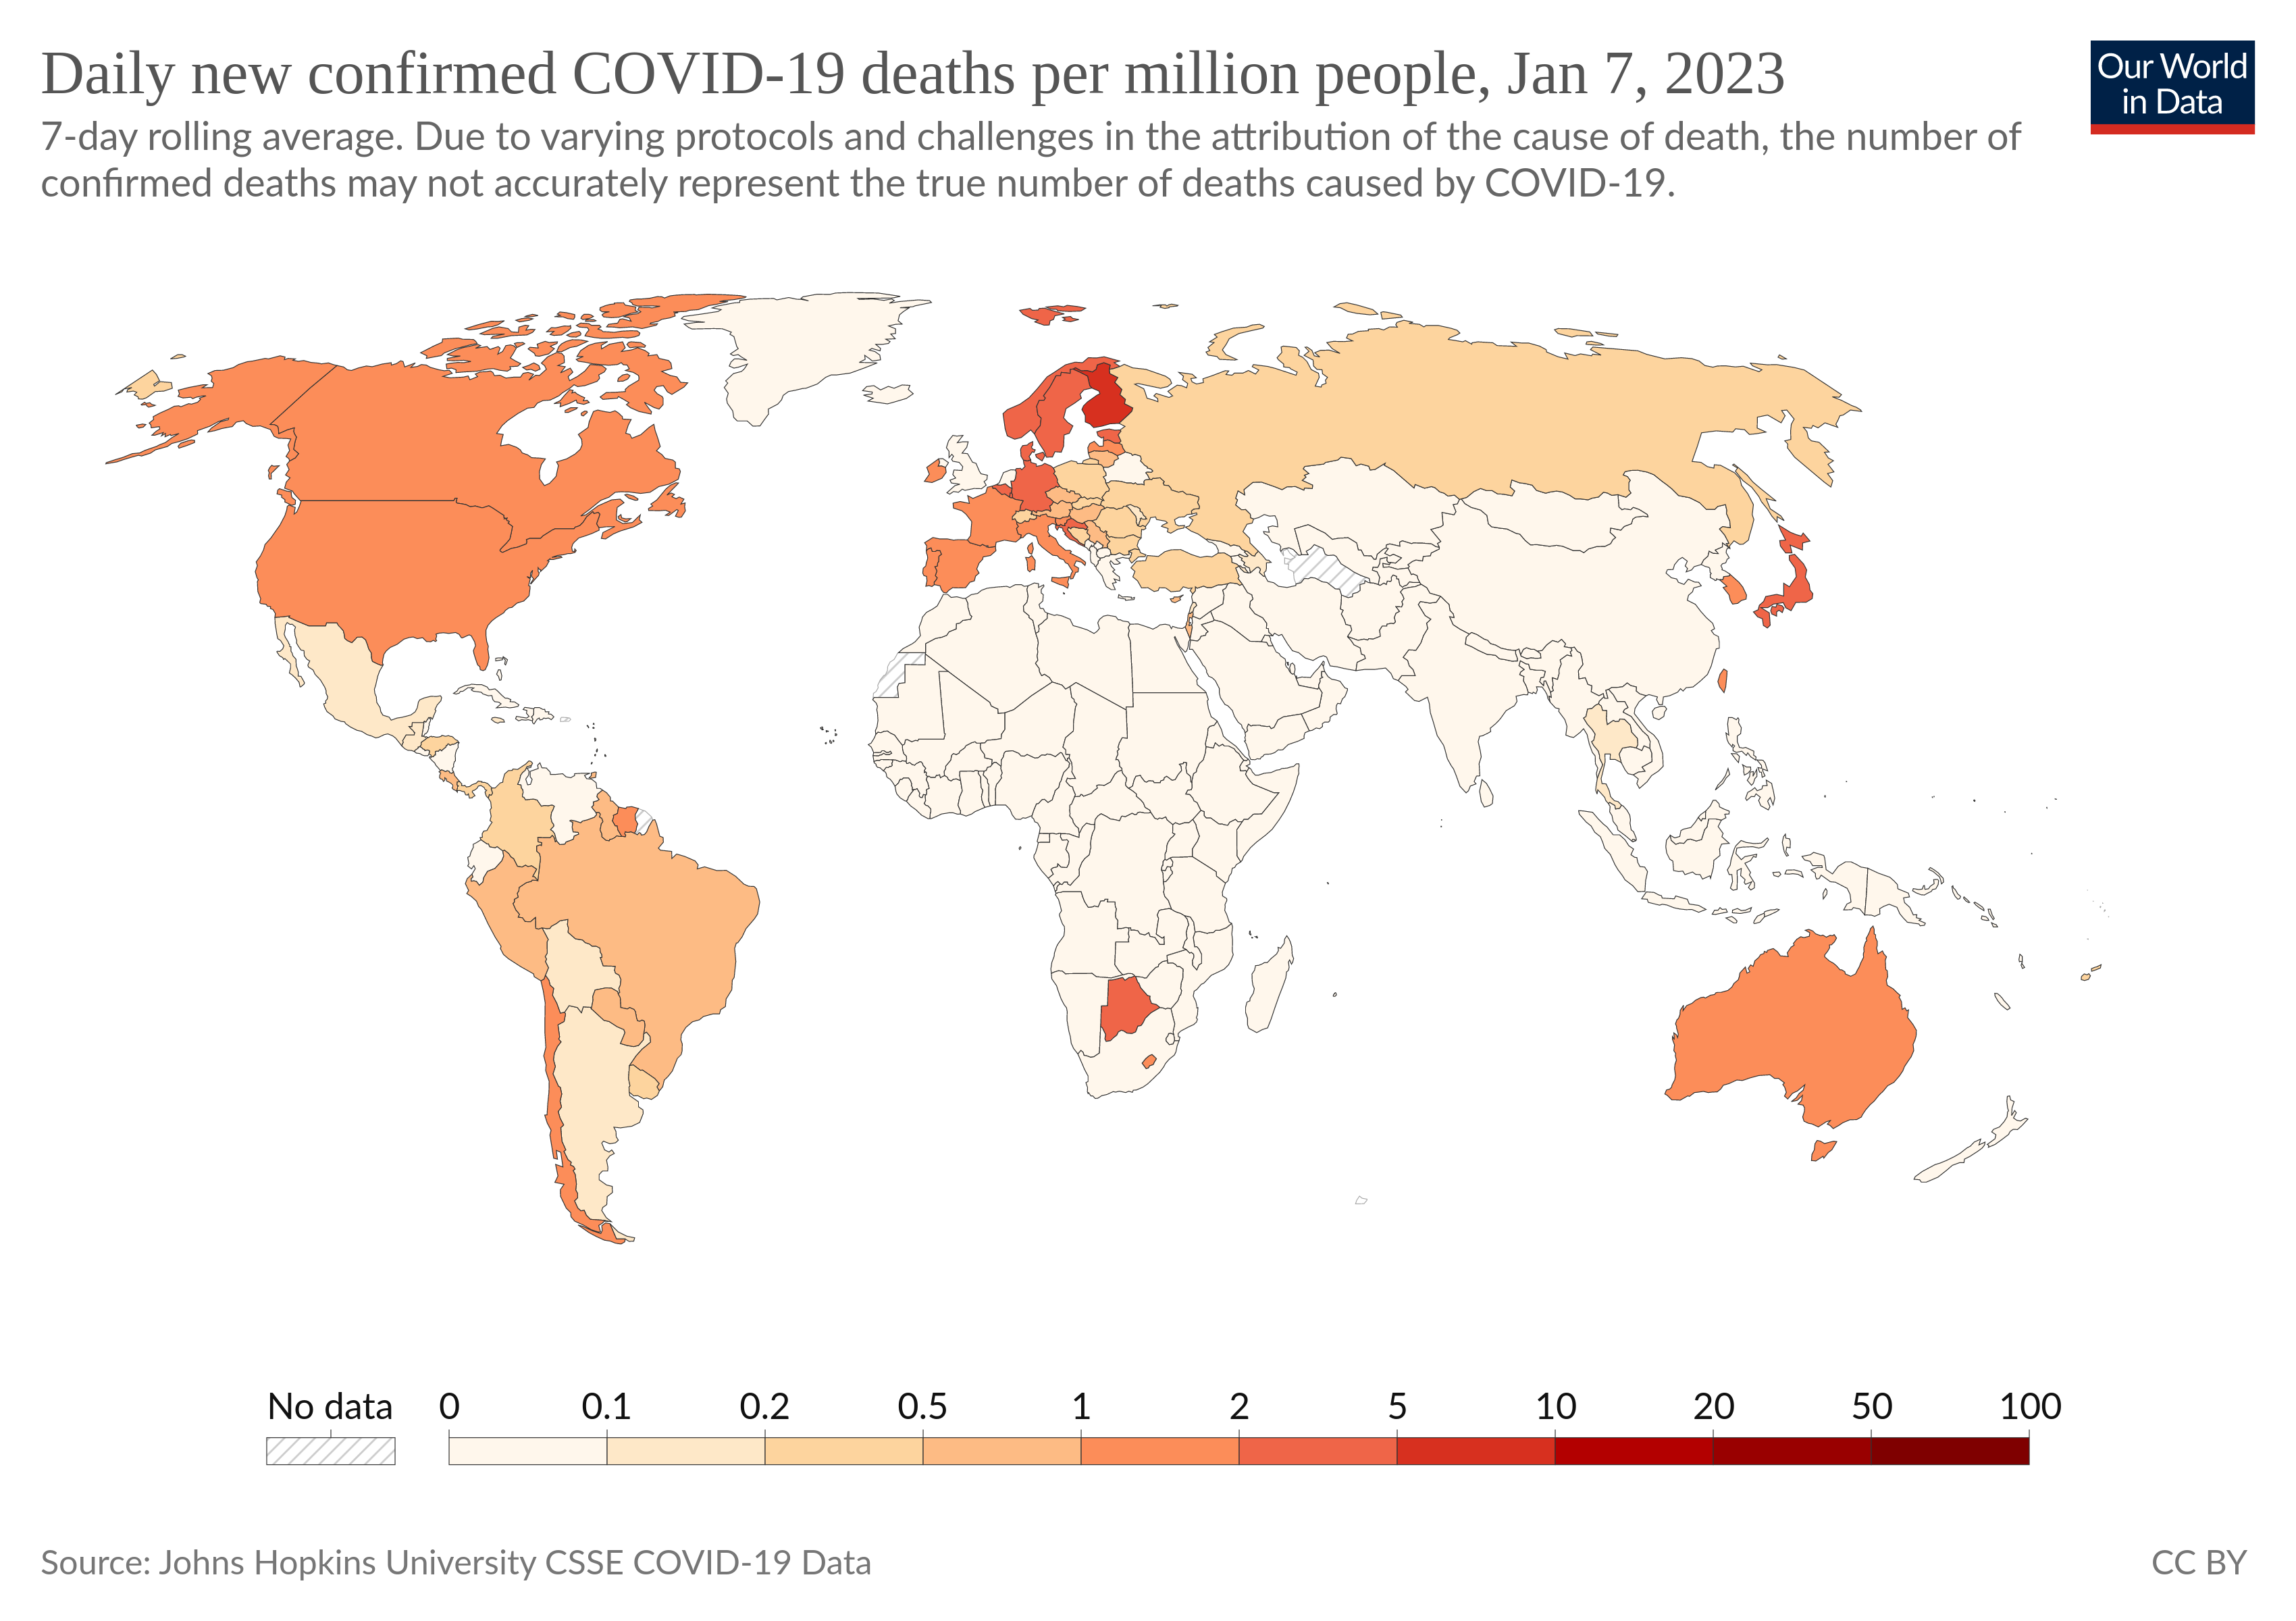 Daily new confirmed COVID-19 deaths per million people, Jan 7, 2023
Our World
in Data
7-day rolling average. Due to varying protocols and challenges in the attribution of the cause of death, the number of
confirmed deaths may not accurately represent the true number of deaths caused by COVID-19.
No data 0 0.1 0.2 0.5 1 2 5 10 20 50 100
Source: Johns Hopkins University CSSE COVID-19 Data
CC BY